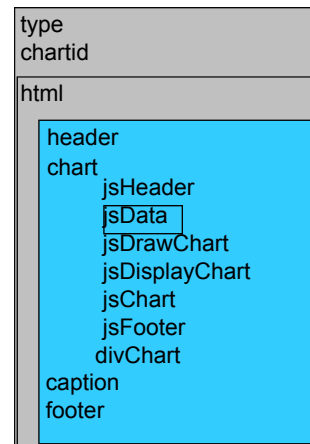 type
chartid
html
header
chart
jsHeader
jsData
jsDrawChart
jsDisplayChart
jsChart
jsFooter
divChart
caption
footer